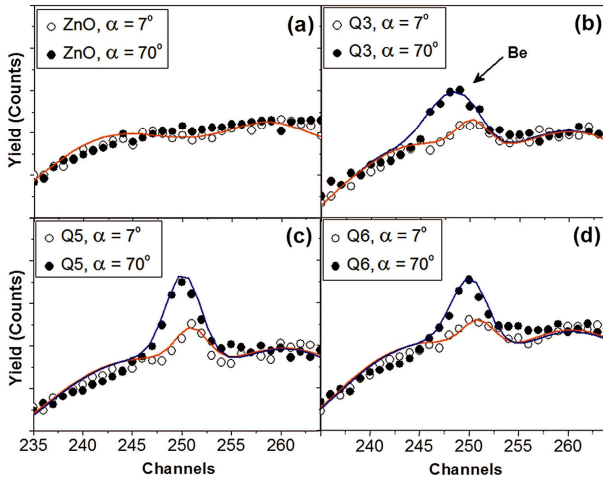 ZnO, α = 7°
ZnO, α = 70°
(a)
Q3, α = 7°
Q3, α = 70°
(b)
Be
Yield (Counts)
Q5, α = 7°
Q5, α = 70°
(c)
Q6, α = 7°
Q6, α = 70°
(d)
Yield (Counts)
235 240 245 250 255 260
240 245 250 255 260
Channels
Channels